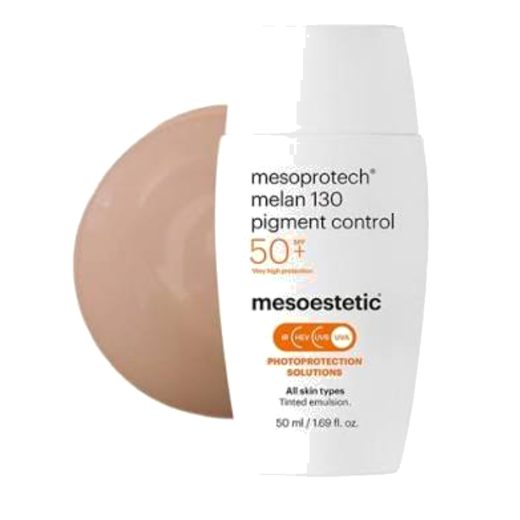 mesoprotech®
melan 130
pigment control
50+ SPF
Very high protection
mesoestetic®
IR HEV UVB UVA
PHOTOPROTECTION
SOLUTIONS
All skin types
Tinted emulsion.
50 ml / 1.69 fl. oz.